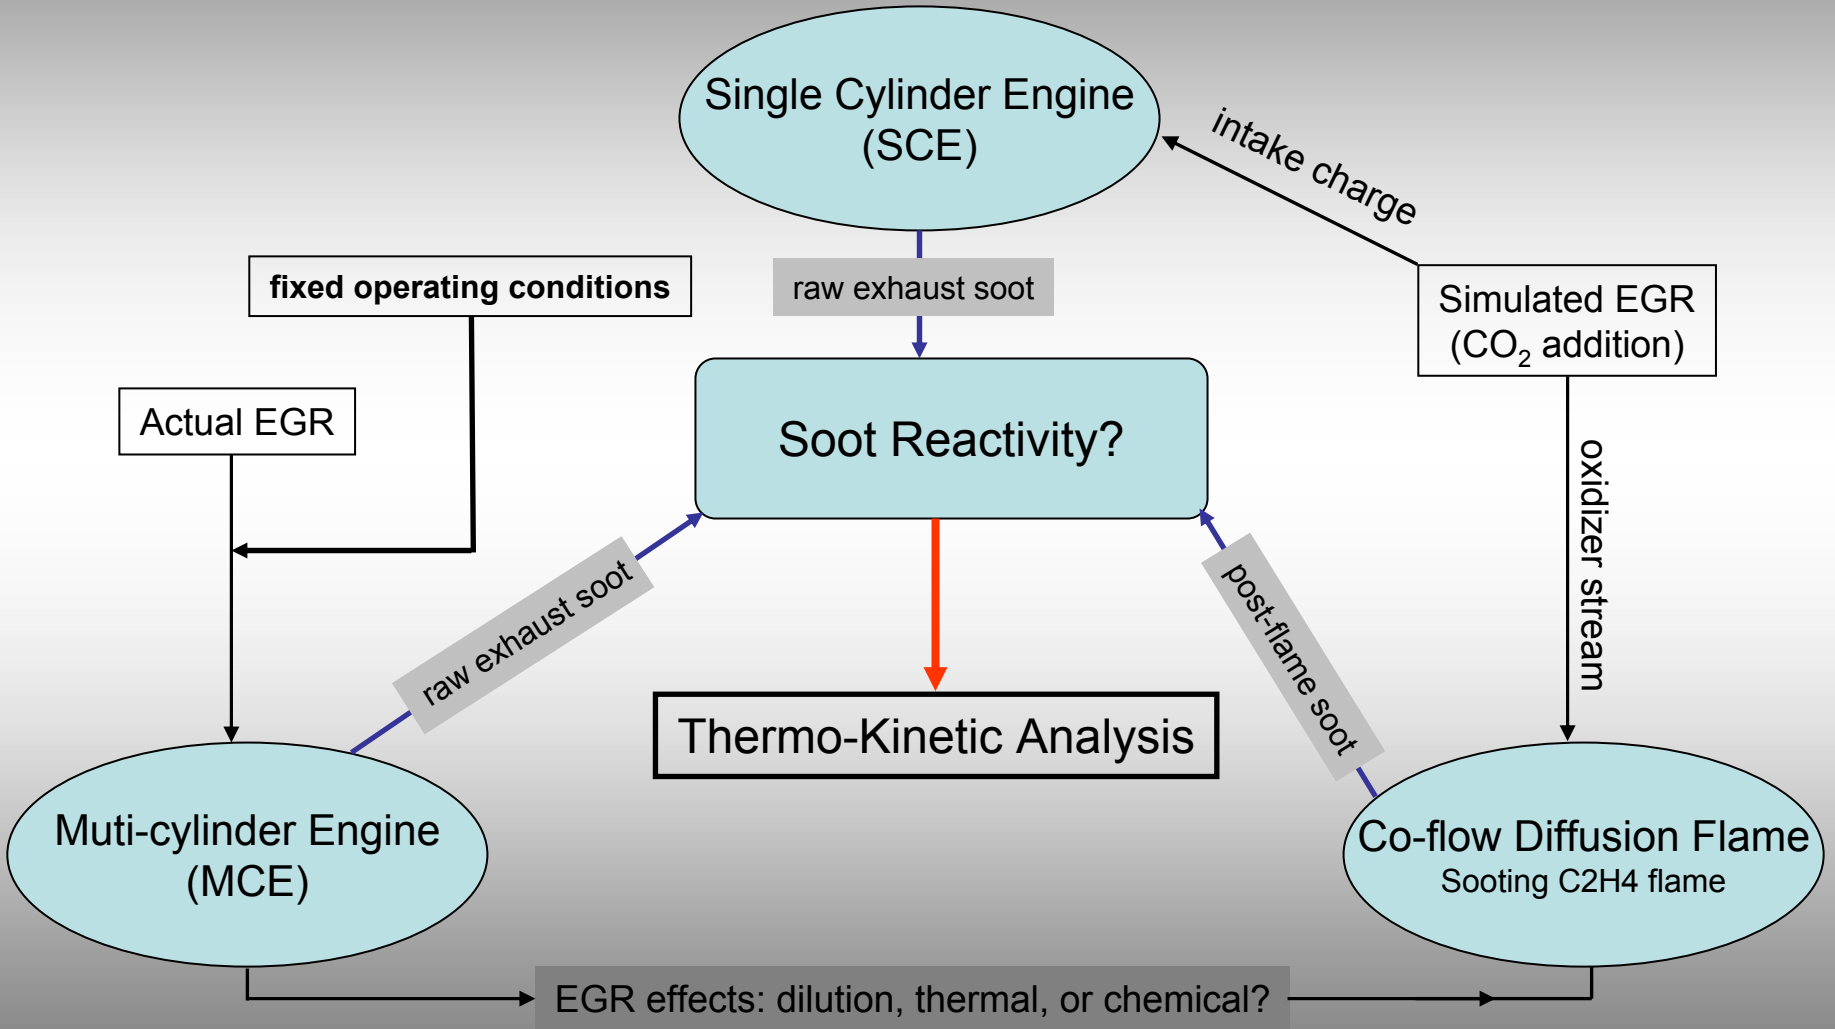 Single Cylinder Engine
(SCE)
intake charge
fixed operating conditions
raw exhaust soot
Simulated EGR
(CO₂ addition)
Actual EGR
Soot Reactivity?
oxidizer stream
raw exhaust soot
post-flame soot
Thermo-Kinetic Analysis
Muti-cylinder Engine
(MCE)
Co-flow Diffusion Flame
Sooting C2H4 flame
EGR effects: dilution, thermal, or chemical?